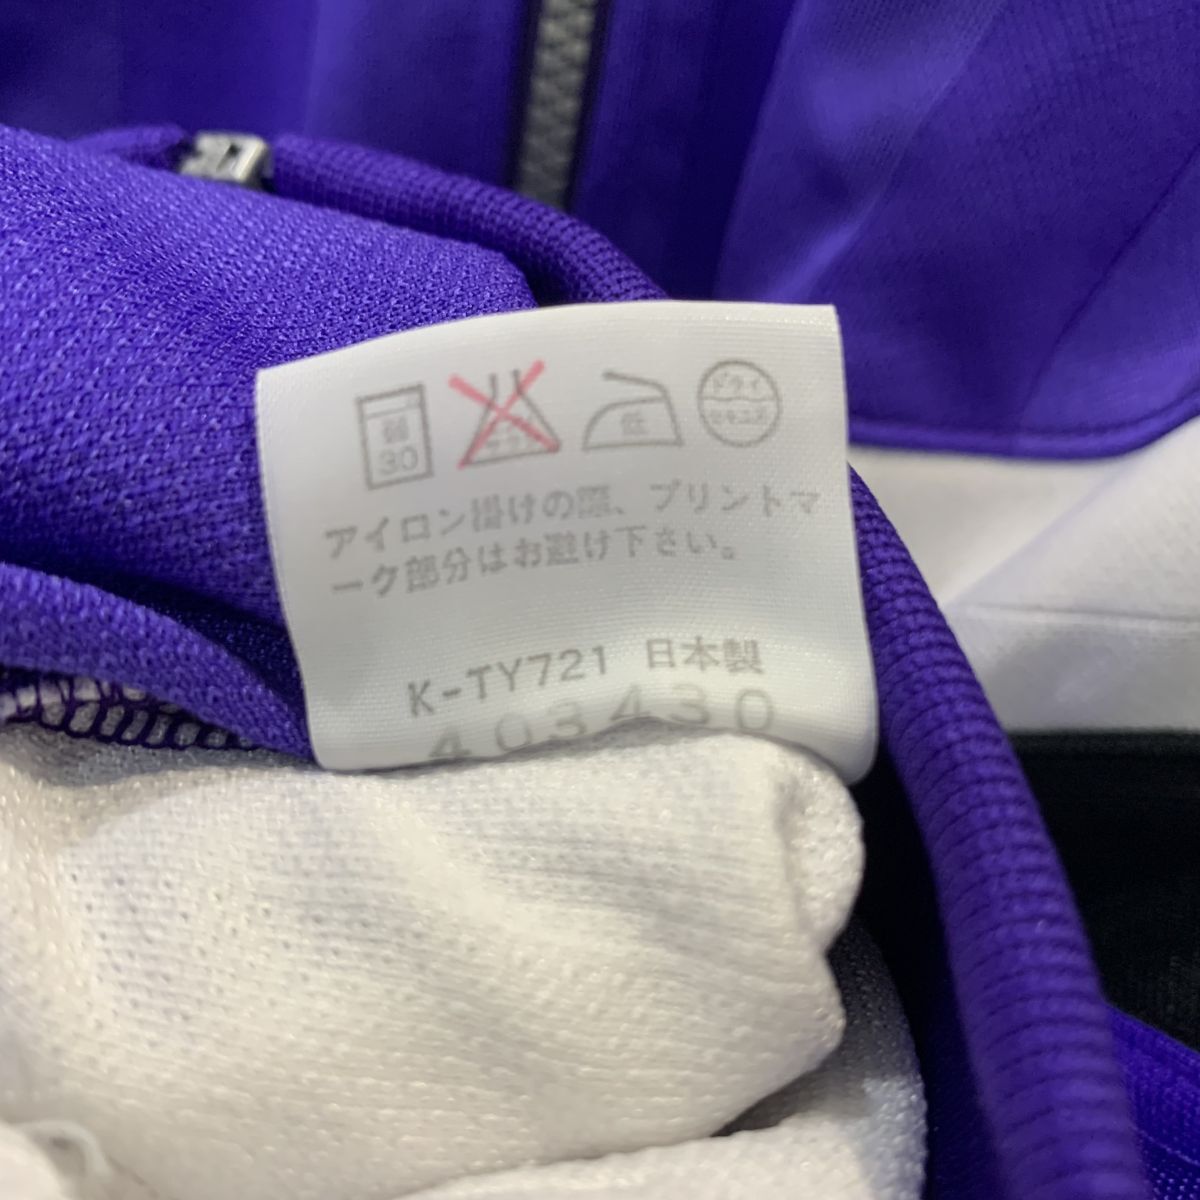 弱 30
低
ドライ
セキユ系
アイロン掛けの際、プリントマ
ーク部分はお避け下さい。
K-TY721 日本製
403430